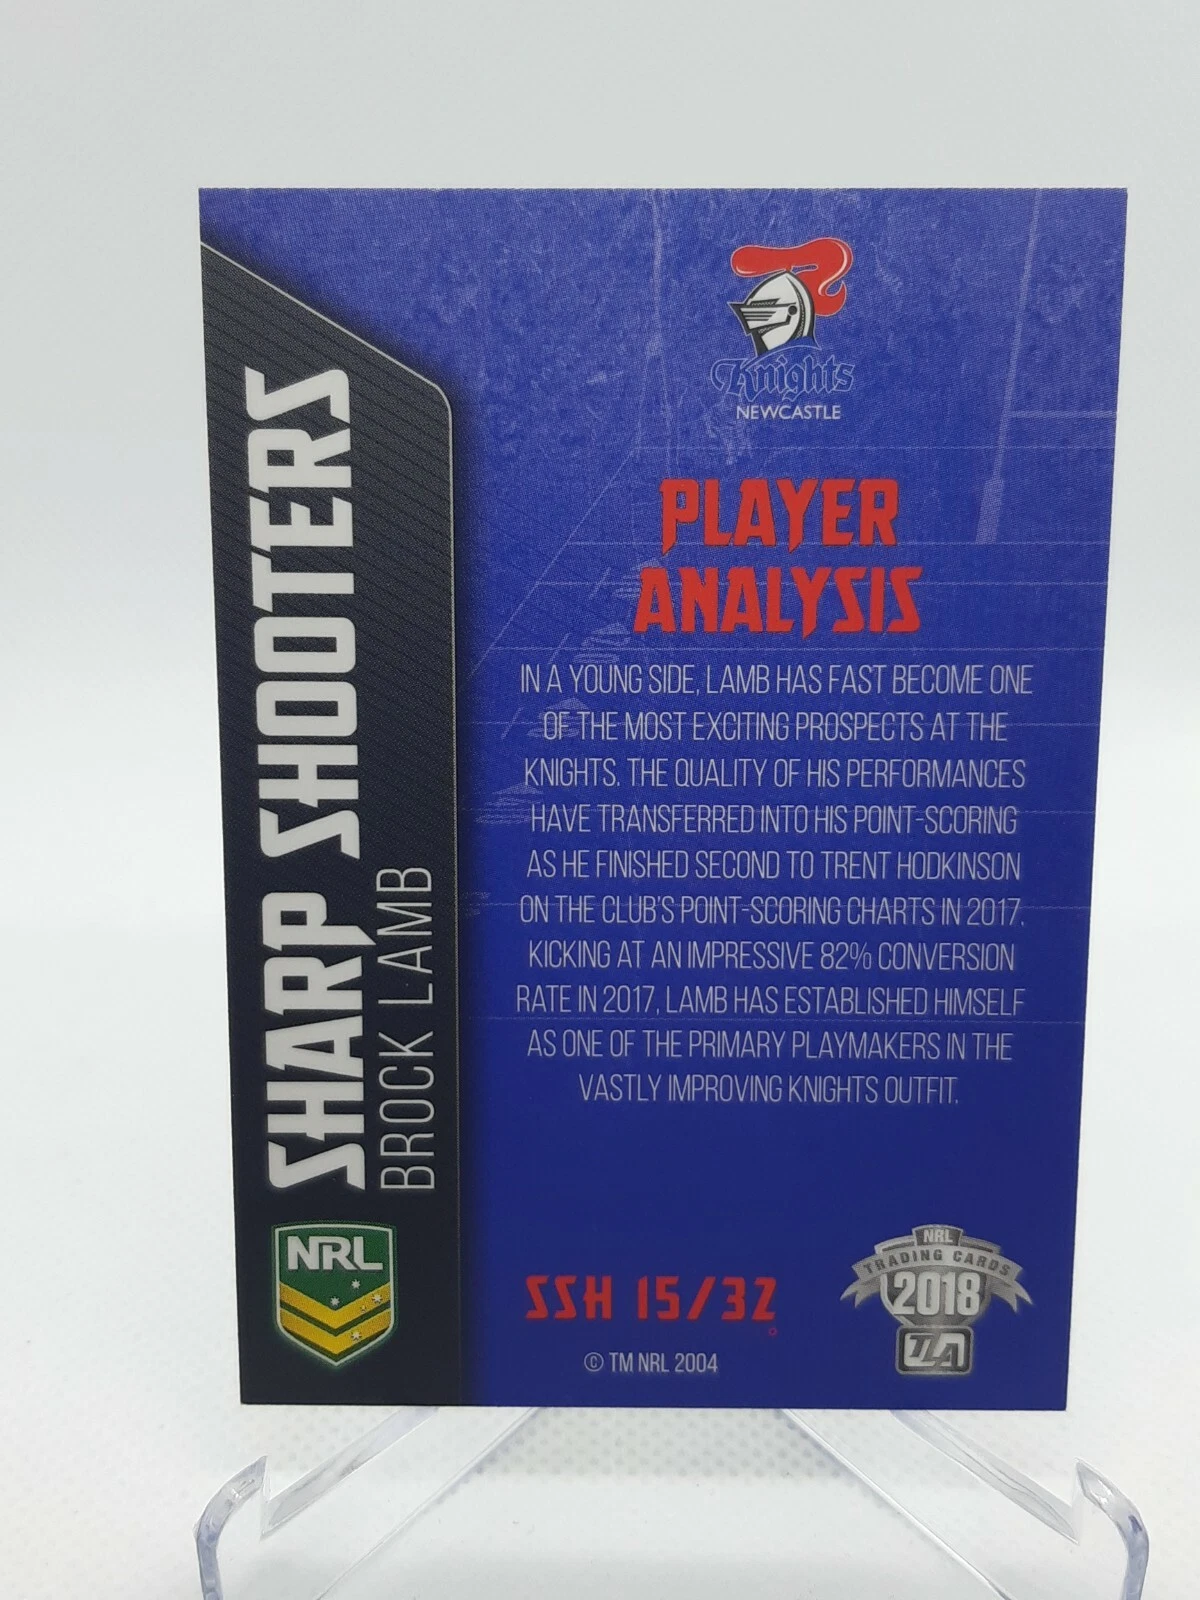 SHARP SHOOTERS
BROCK LAMB
Knights
NEWCASTLE
PLAYER
ANALYSIS
IN A YOUNG SIDE, LAMB HAS FAST BECOME ONE
OF THE MOST EXCITING PROSPECTS AT THE
KNIGHTS. THE QUALITY OF HIS PERFORMANCES
HAVE TRANSFERRED INTO HIS POINT-SCORING
AS HE FINISHED SECOND TO TRENT HODKINSON
ON THE CLUB'S POINT-SCORING CHARTS IN 2017.
KICKING AT AN IMPRESSIVE 82% CONVERSION
RATE IN 2017, LAMB HAS ESTABLISHED HIMSELF
AS ONE OF THE PRIMARY PLAYMAKERS IN THE
VASTLY IMPROVING KNIGHTS OUTFIT.
NRL
SSH 15/32
© TM NRL 2004
NRL
TRADING CARDS
2018
TLA